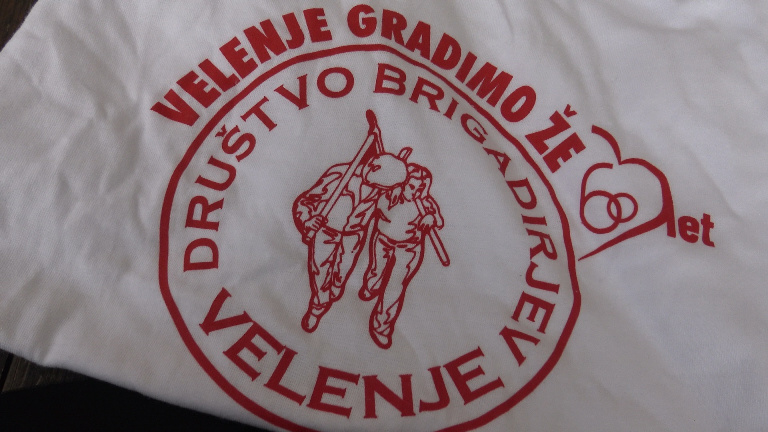 VELENJE GRADIMO ŽE 60 let
DRUŠTVO BRIGADIRJEV
VELENJE